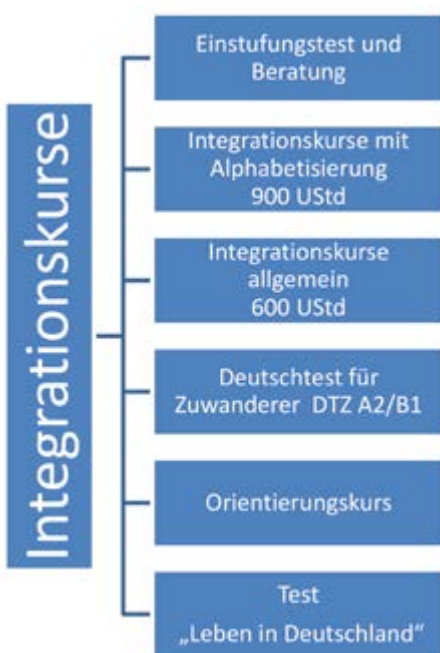 Integrationskurse
Einstufungstest und
Beratung
Integrationskurse mit
Alphabetisierung
900 UStd
Integrationskurse
allgemein
600 UStd
Deutschtest für
Zuwanderer DTZ A2/B1
Orientierungskurs
Test
„Leben in Deutschland“